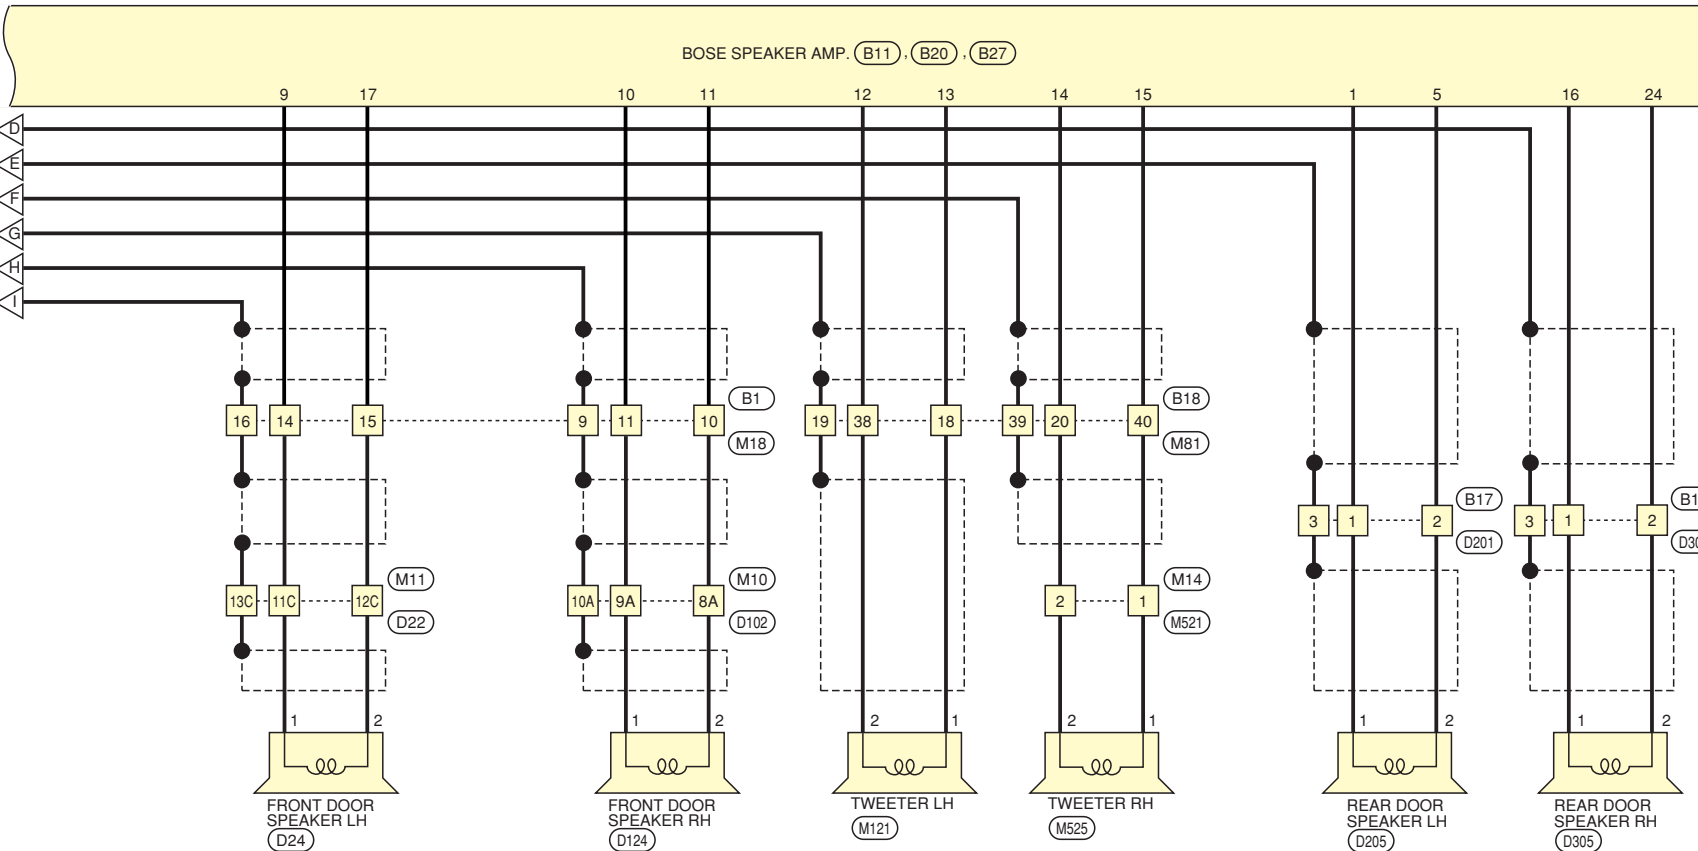 BOSE SPEAKER AMP. B11 , B20 , B27
9 17 10 11 12 13 14 15 1 5 16 24
D
E
F
G
H
I
B1 B18
16 14 15 9 11 10 19 38 18 39 20 40
M18 M81
B17
3 1 2 3 1 2
D201
M11 M10 M14
13C 11C 12C 10A 9A 8A 2 1
D22 D102 M521
1 2 1 2 2 1 2 1 1 2 1 2
FRONT DOOR
SPEAKER LH
D24
FRONT DOOR
SPEAKER RH
D124
TWEETER LH
M121
TWEETER RH
M525
REAR DOOR
SPEAKER LH
D205
REAR DOOR
SPEAKER RH
D305